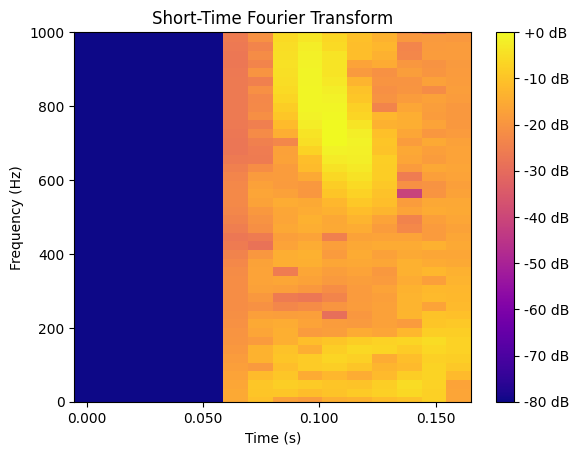 Short-Time Fourier Transform
1000
800
600
400
200
0
Frequency (Hz)
0.000
0.050
0.100
0.150
Time (s)
+0 dB
-10 dB
-20 dB
-30 dB
-40 dB
-50 dB
-60 dB
-70 dB
-80 dB